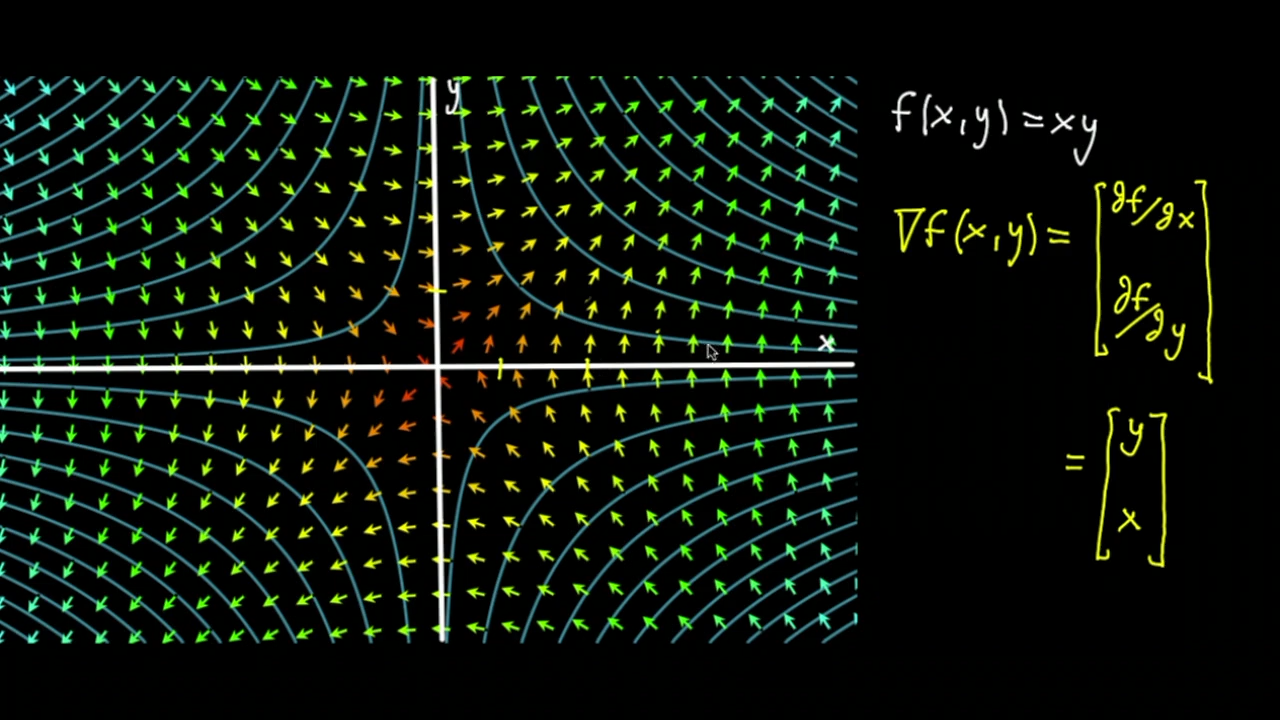 y
x
f(x,y) = xy
∇f(x,y) = [∂f/∂x
∂f/∂y]
= [y
x]